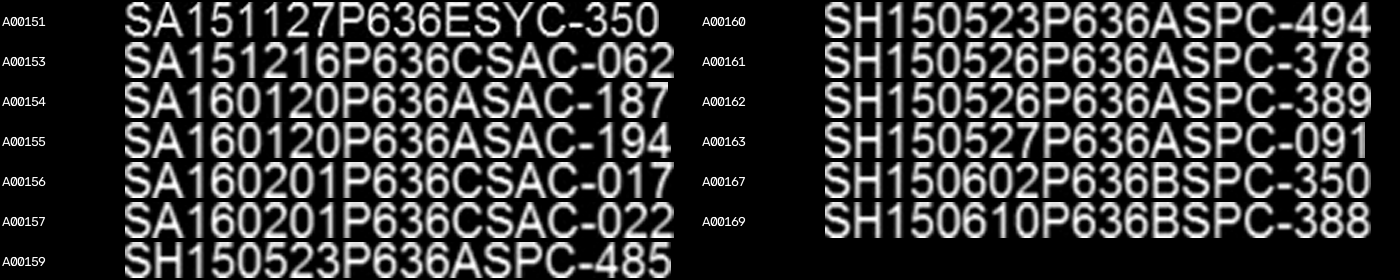 A00151 SA151127P636ESYC-350
A00153 SA151216P636CSAC-062
A00154 SA160120P636ASAC-187
A00155 SA160120P636ASAC-194
A00156 SA160201P636CSAC-017
A00157 SA160201P636CSAC-022
A00159 SH150523P636ASPC-485
A00160 SH150523P636ASPC-494
A00161 SH150526P636ASPC-378
A00162 SH150526P636ASPC-389
A00163 SH150527P636ASPC-091
A00167 SH150602P636BSPC-350
A00169 SH150610P636BSPC-388